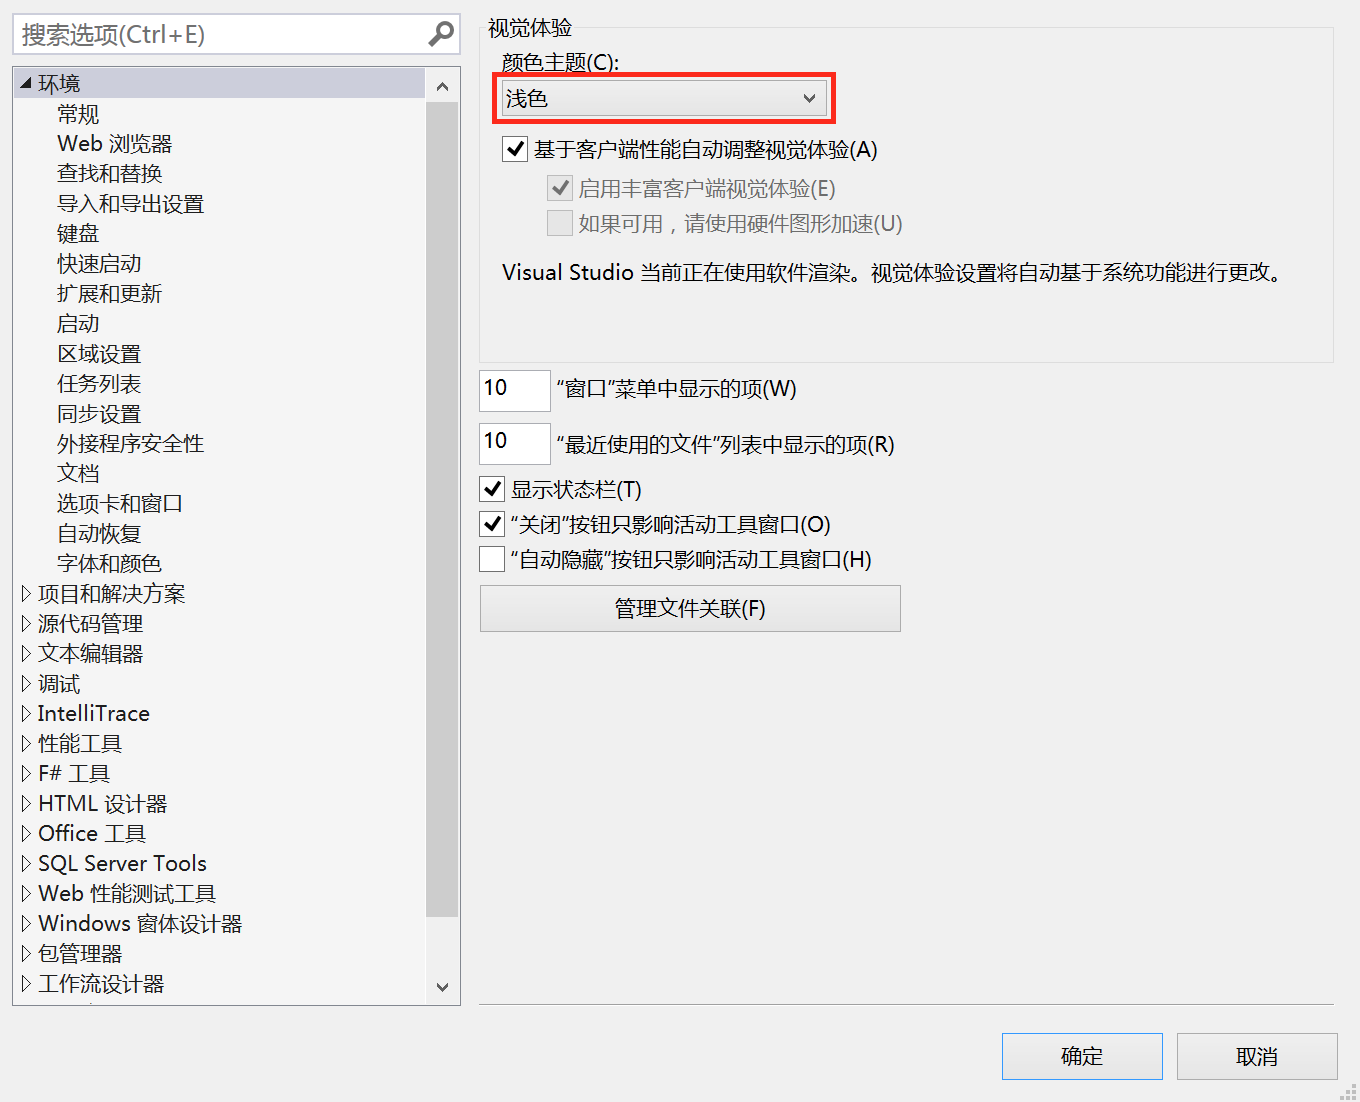 搜索选项(Ctrl+E)
环境
常规
Web 浏览器
查找和替换
导入和导出设置
键盘
快速启动
扩展和更新
启动
区域设置
任务列表
同步设置
外接程序安全性
文档
选项卡和窗口
自动恢复
字体和颜色
项目和解决方案
源代码管理
文本编辑器
调试
IntelliTrace
性能工具
F# 工具
HTML 设计器
Office 工具
SQL Server Tools
Web 性能测试工具
Windows 窗体设计器
包管理器
工作流设计器
视觉体验
颜色主题(C):
浅色
基于客户端性能自动调整视觉体验(A)
启用丰富客户端视觉体验(E)
如果可用，请使用硬件图形加速(U)
Visual Studio 当前正在使用软件渲染。视觉体验设置将自动基于系统功能进行更改。
10 “窗口”菜单中显示的项(W)
10 “最近使用的文件”列表中显示的项(R)
显示状态栏(T)
“关闭”按钮只影响活动工具窗口(O)
“自动隐藏”按钮只影响活动工具窗口(H)
管理文件关联(F)
确定
取消